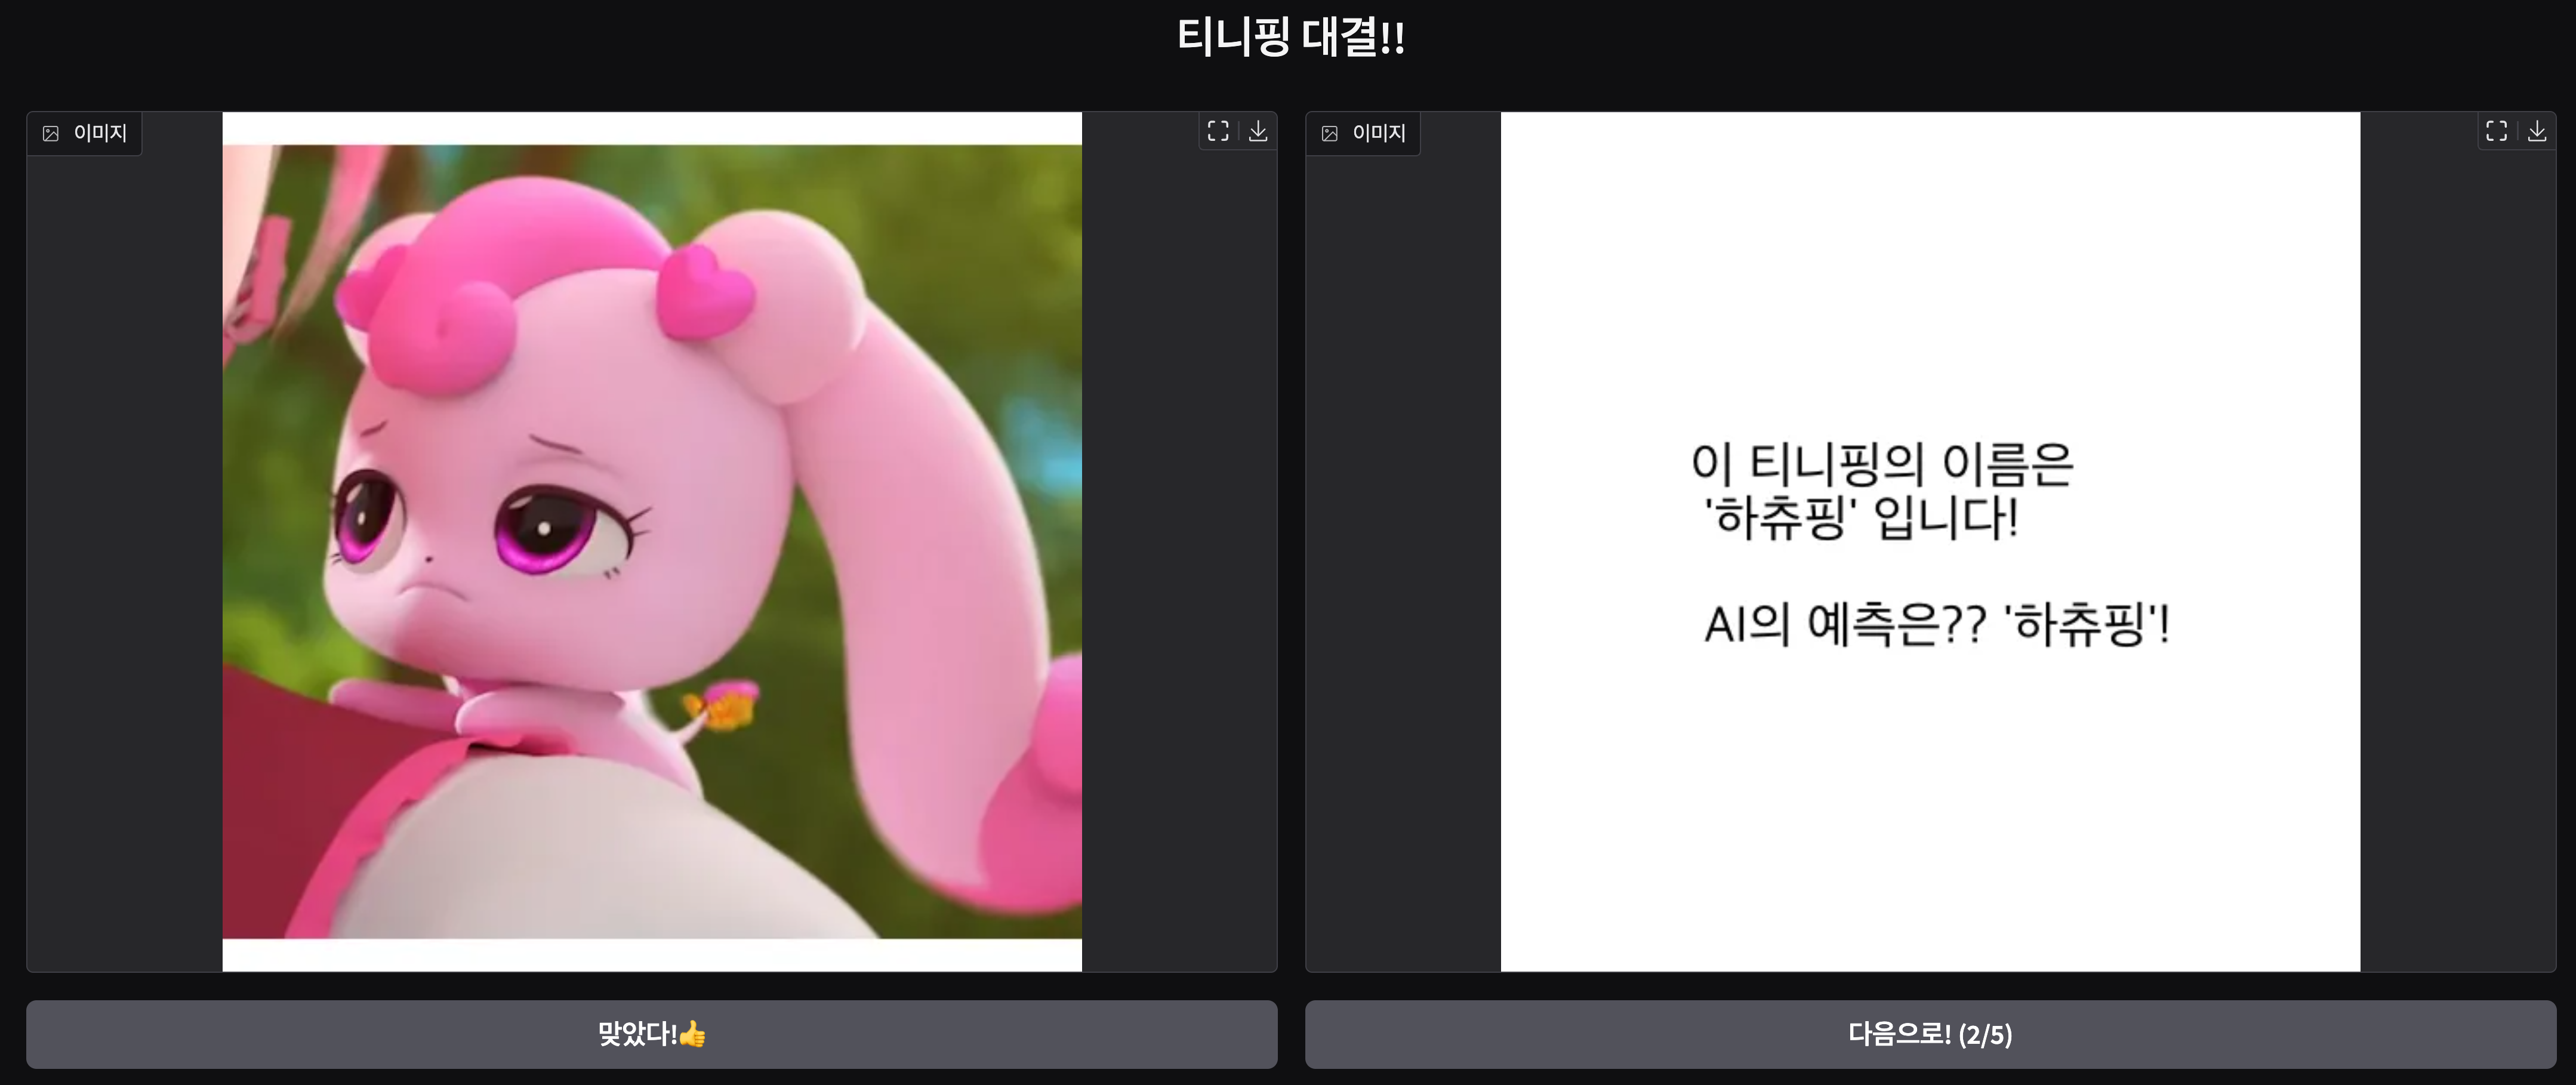 티니핑 대결!!
이미지
이미지
이 티니핑의 이름은
'하츄핑' 입니다!
AI의 예측은?? '하츄핑'!
맞았다!👍
다음으로! (2/5)